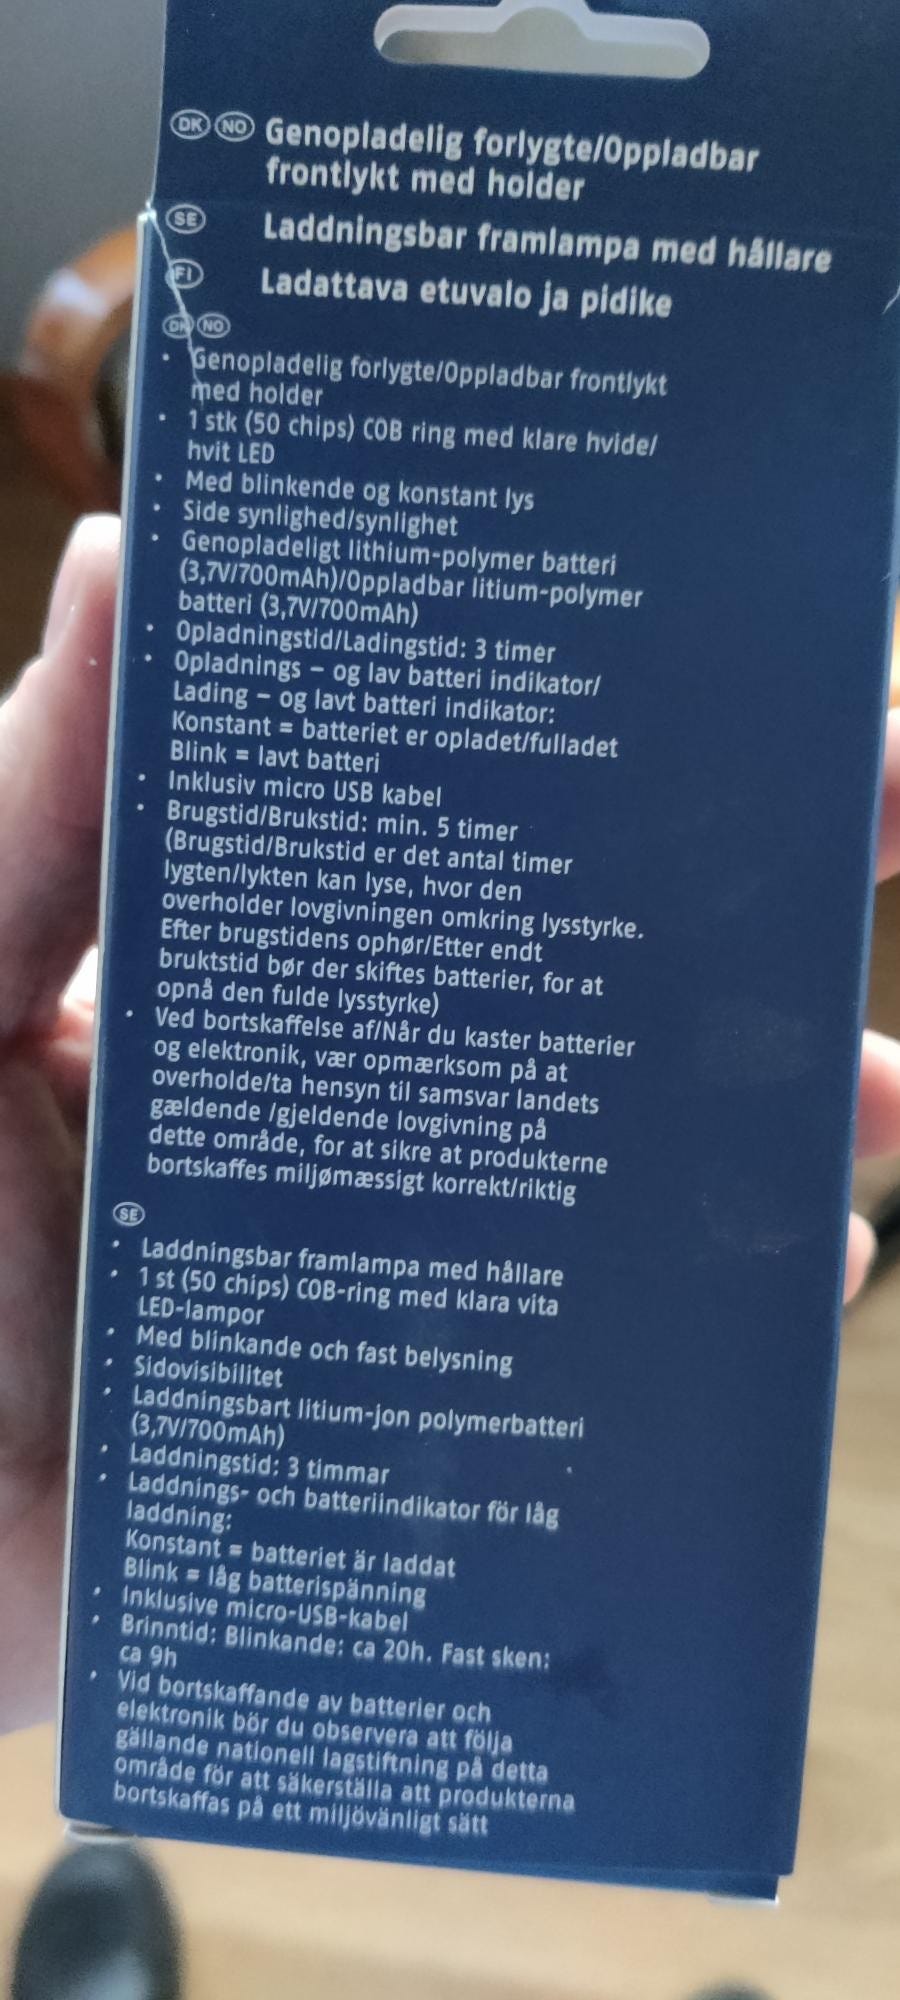 DK NO Genopladelig forlygte/Oppladbar
frontlykt med holder
SE Laddningsbar framlampa med hållare
FI Ladattava etuvalo ja pidike
DK NO
• Genopladelig forlygte/Oppladbar frontlykt
med holder
• 1 stk (50 chips) COB ring med klare hvide/
hvit LED
• Med blinkende og konstant lys
• Side synlighed/synlighet
• Genopladeligt lithium-polymer batteri
(3,7V/700mAh)/Oppladbar litium-polymer
batteri (3,7V/700mAh)
• Opladningstid/Ladingstid: 3 timer
• Opladnings – og lav batteri indikator/
Lading – og lavt batteri indikator:
Konstant = batteriet er opladet/fulladet
Blink = lavt batteri
• Inklusiv micro USB kabel
• Brugstid/Brukstid: min. 5 timer
(Brugstid/Brukstid er det antal timer
lygten/lykten kan lyse, hvor den
overholder lovgivningen omkring lysstyrke.
Efter brugstidens ophør/Etter endt
bruktstid bør der skiftes batterier, for at
opnå den fulde lysstyrke)
• Ved bortskaffelse af/Når du kaster batterier
og elektronik, vær opmærksom på at
overholde/ta hensyn til samsvar landets
gældende /gjeldende lovgivning på
dette område, for at sikre at produkterne
bortskaffes miljømæssigt korrekt/riktig
SE
• Laddningsbar framlampa med hållare
• 1 st (50 chips) COB-ring med klara vita
LED-lampor
• Med blinkande och fast belysning
• Sidovisibilitet
• Laddningsbart litium-jon polymerbatteri
(3,7V/700mAh)
• Laddningstid: 3 timmar
• Laddnings- och batteriindikator för låg
laddning:
Konstant = batteriet är laddat
Blink = låg batterispänning
• Inklusive micro-USB-kabel
• Brinntid: Blinkande: ca 20h. Fast sken:
ca 9h
• Vid bortskaffande av batterier och
elektronik bör du observera att följa
gällande nationell lagstiftning på detta
område för att säkerställa att produkterna
bortskaffas på ett miljövänligt sätt